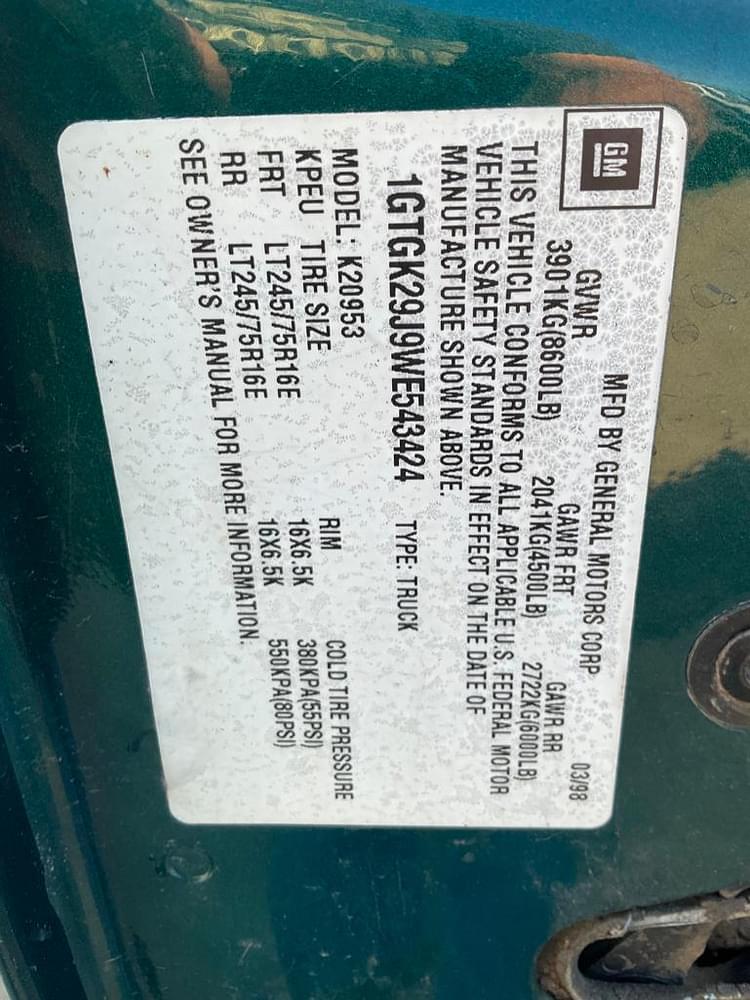 GM
MFD BY GENERAL MOTORS CORP 03/98
GVWR GAWR FRT GAWR RR
3901KG(8600LB) 2041KG(4500LB) 2722KG(6000LB)
THIS VEHICLE CONFORMS TO ALL APPLICABLE U.S. FEDERAL MOTOR
VEHICLE SAFETY STANDARDS IN EFFECT ON THE DATE OF
MANUFACTURE SHOWN ABOVE.
1GTGK29J9WE543424 TYPE: TRUCK
MODEL: K20953
KPEU TIRE SIZE RIM COLD TIRE PRESSURE
FRT LT245/75R16E 16X6.5K 380KPA(55PSI)
RR LT245/75R16E 16X6.5K 550KPA(80PSI)
SEE OWNER'S MANUAL FOR MORE INFORMATION.